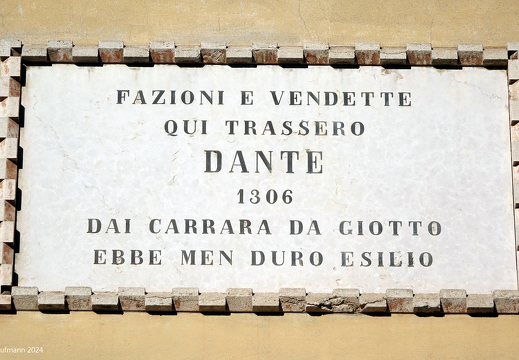 FAZIONI E VENDETTE
QUI TRASSERO
DANTE
1306
DAI CARRARA DA GIOTTO
EBBE MEN DURO ESILIO
ufmann 2024